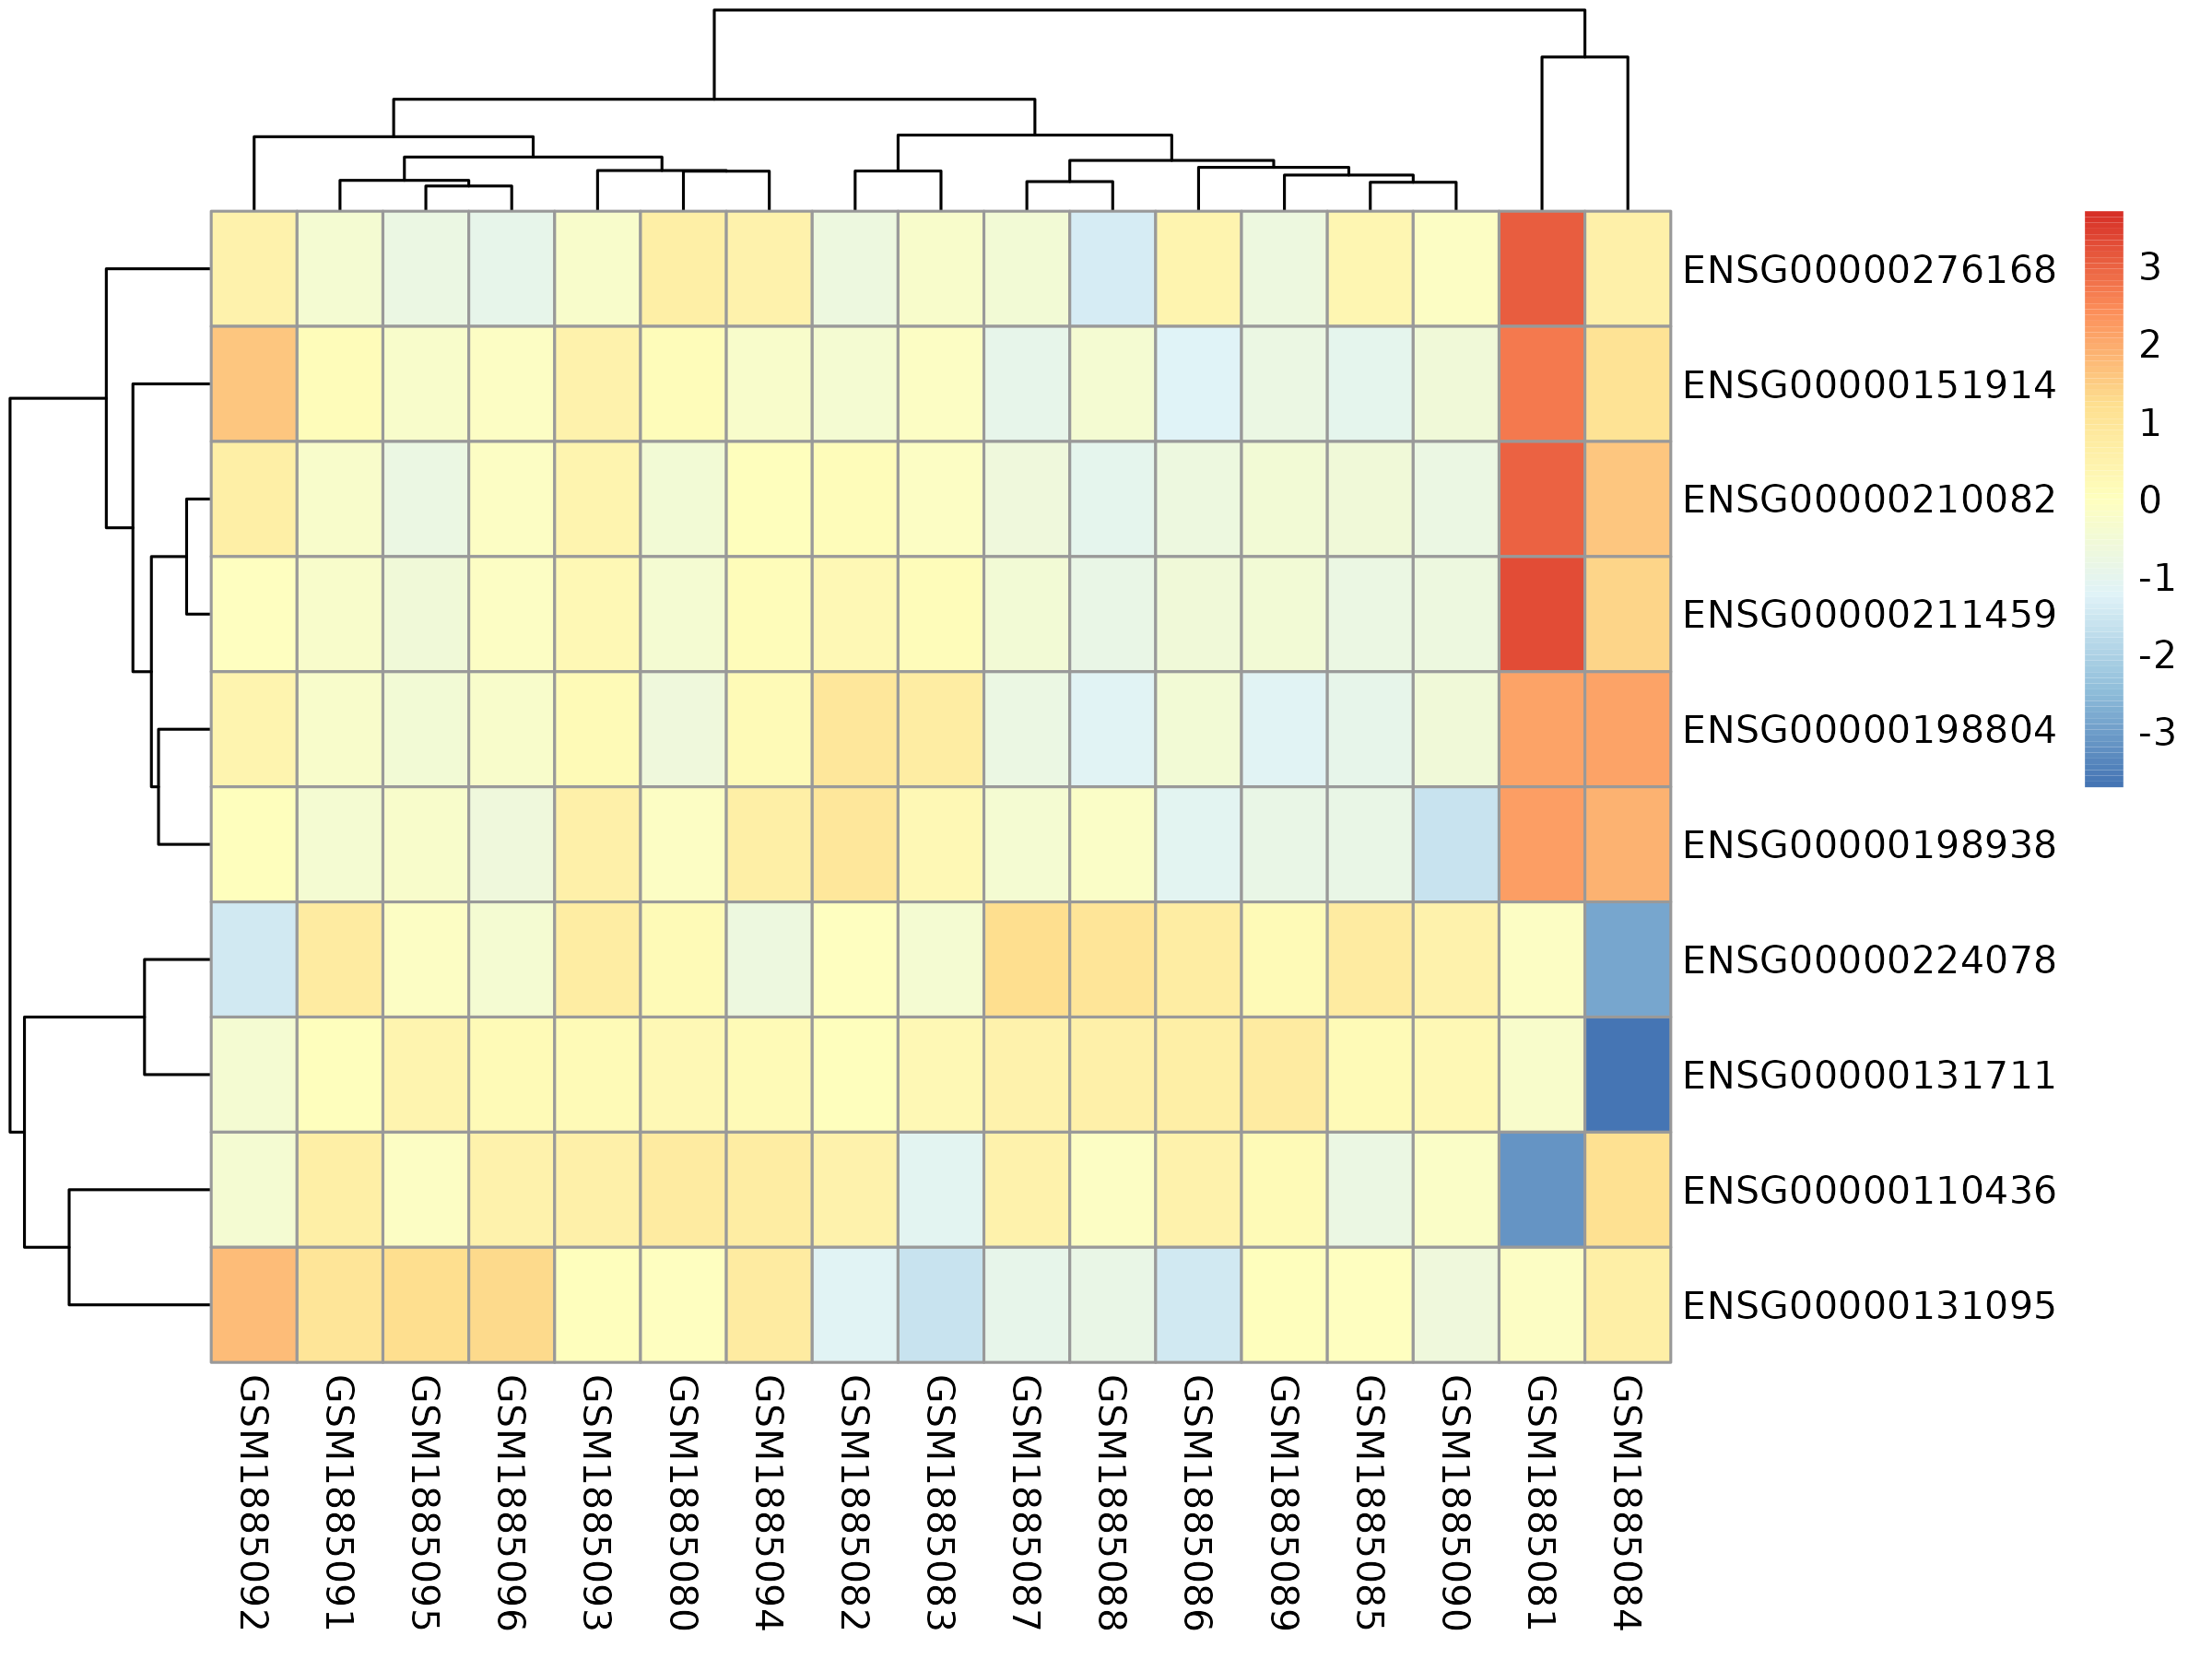 ENSG00000276168
ENSG00000151914
ENSG00000210082
ENSG00000211459
ENSG00000198804
ENSG00000198938
ENSG00000224078
ENSG00000131711
ENSG00000110436
ENSG00000131095
3
2
1
0
-1
-2
-3
GSM1885092
GSM1885091
GSM1885095
GSM1885096
GSM1885093
GSM1885080
GSM1885094
GSM1885082
GSM1885083
GSM1885087
GSM1885088
GSM1885086
GSM1885089
GSM1885085
GSM1885090
GSM1885081
GSM1885084